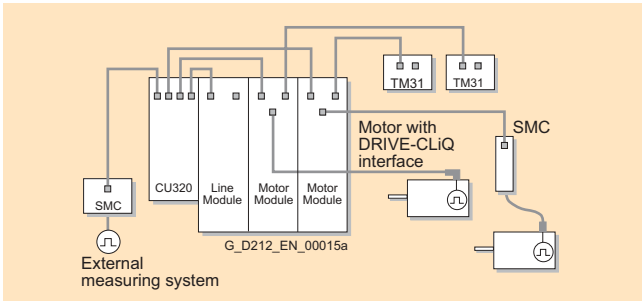 TM31
TM31
Motor with
DRIVE-CLiQ
interface
SMC
CU320
Line
Module
Motor
Module
Motor
Module
SMC
G_D212_EN_00015a
External
measuring system